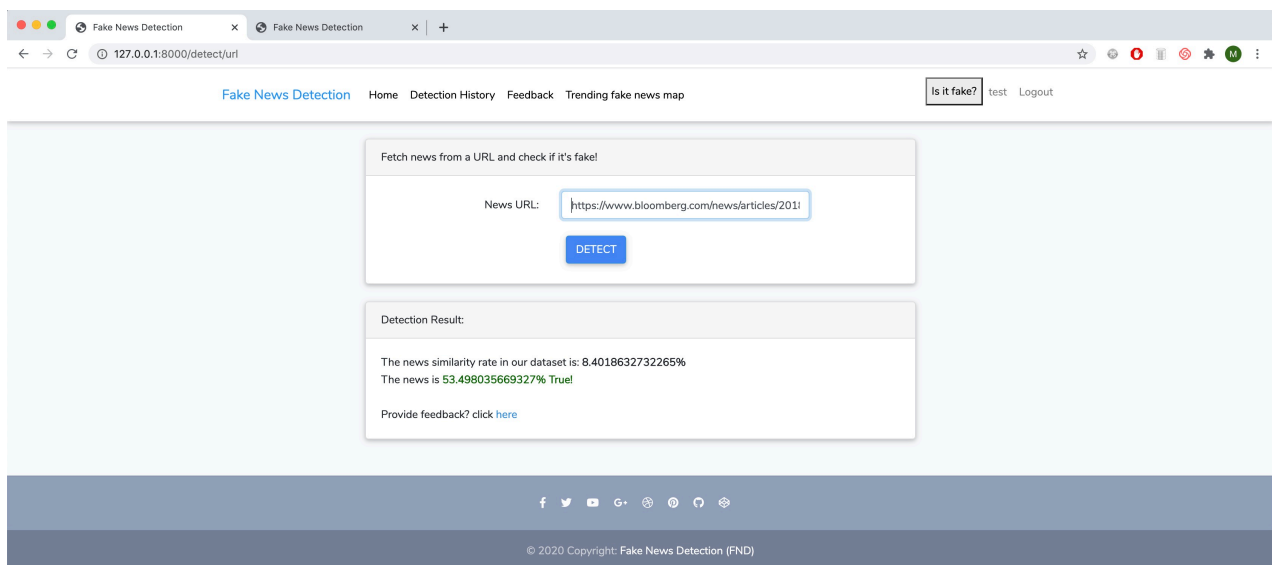 Fake News Detection
Fake News Detection
127.0.0.1:8000/detect/url
M
Fake News Detection Home Detection History Feedback Trending fake news map Is it fake? test Logout
Fetch news from a URL and check if it's fake!
News URL: https://www.bloomberg.com/news/articles/201
DETECT
Detection Result:
The news similarity rate in our dataset is: 8.4018632732265%
The news is 53.498035669327% True!
Provide feedback? click here
© 2020 Copyright: Fake News Detection (FND)